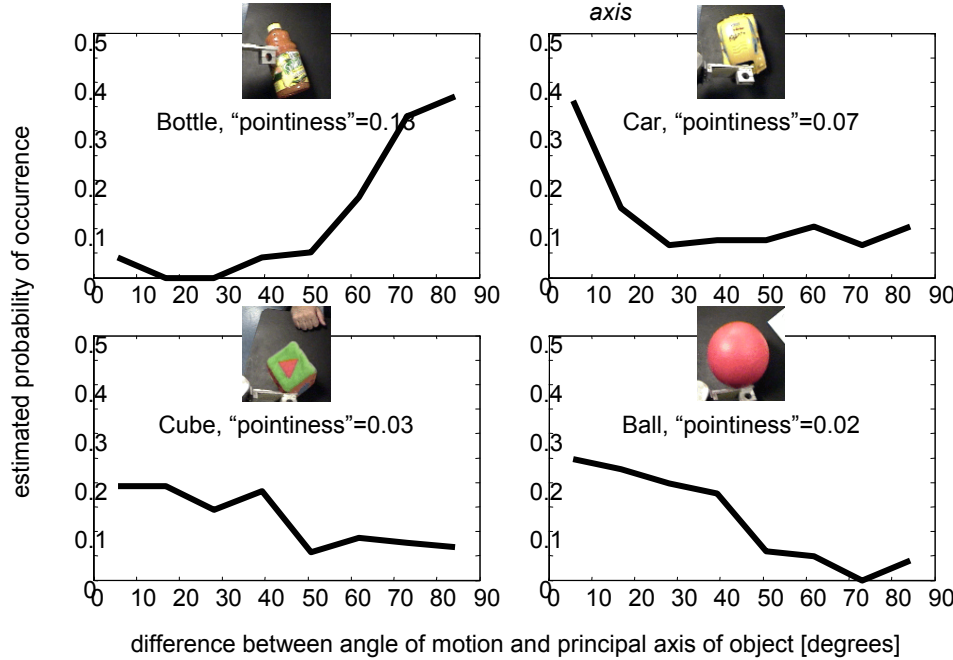 axis
0.5 0.5
0.4 0.4
Bottle, “pointiness”=0.13 Car, “pointiness”=0.07
0.3 0.3
0.2 0.2
0.1 0.1
0 0
0 10 20 30 40 50 60 70 80 90 0 10 20 30 40 50 60 70 80 90
0.5 0.5
0.4 0.4
Cube, “pointiness”=0.03 Ball, “pointiness”=0.02
0.3 0.3
0.2 0.2
0.1 0.1
0 0
0 10 20 30 40 50 60 70 80 90 0 10 20 30 40 50 60 70 80 90
estimated probability of occurrence
difference between angle of motion and principal axis of object [degrees]